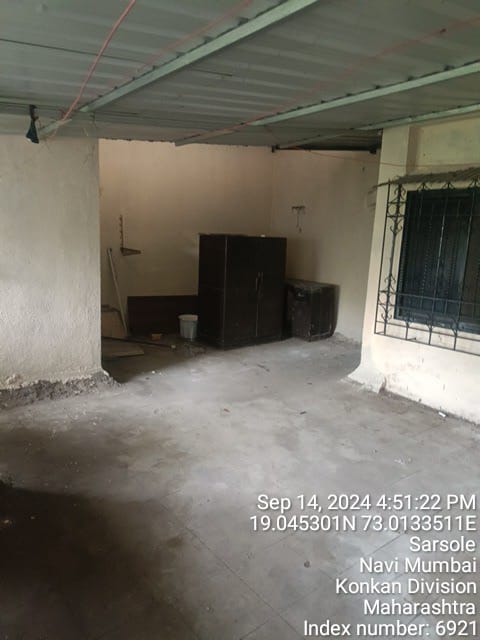 Sep 14, 2024 4:51:22 PM
19.045301N 73.0133511E
Sarsole
Navi Mumbai
Konkan Division
Maharashtra
Index number: 6921